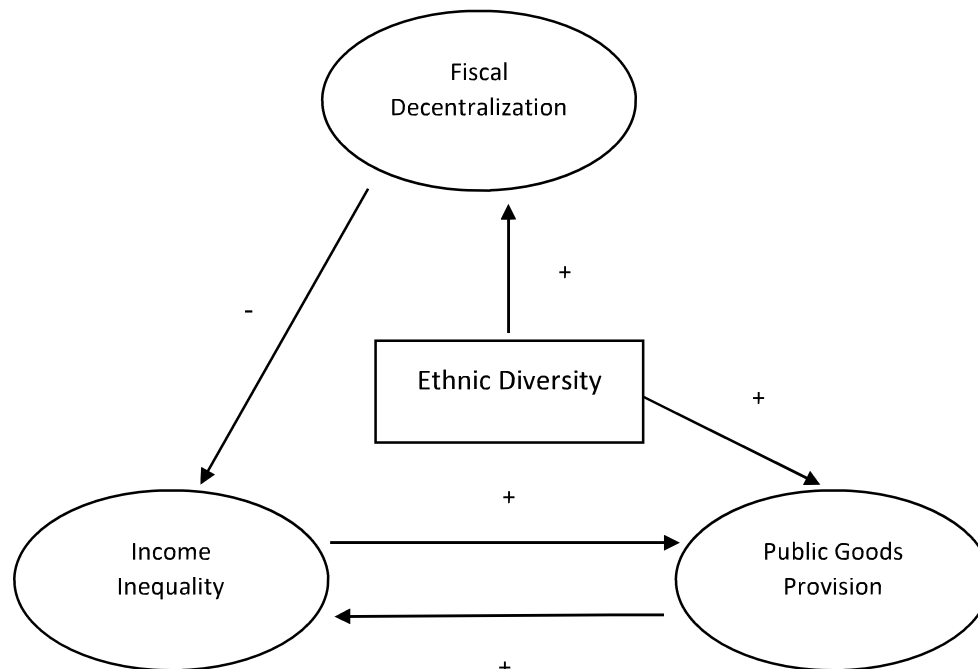 Fiscal
Decentralization
+
-
Ethnic Diversity
+
+
Income
Inequality
Public Goods
Provision
+